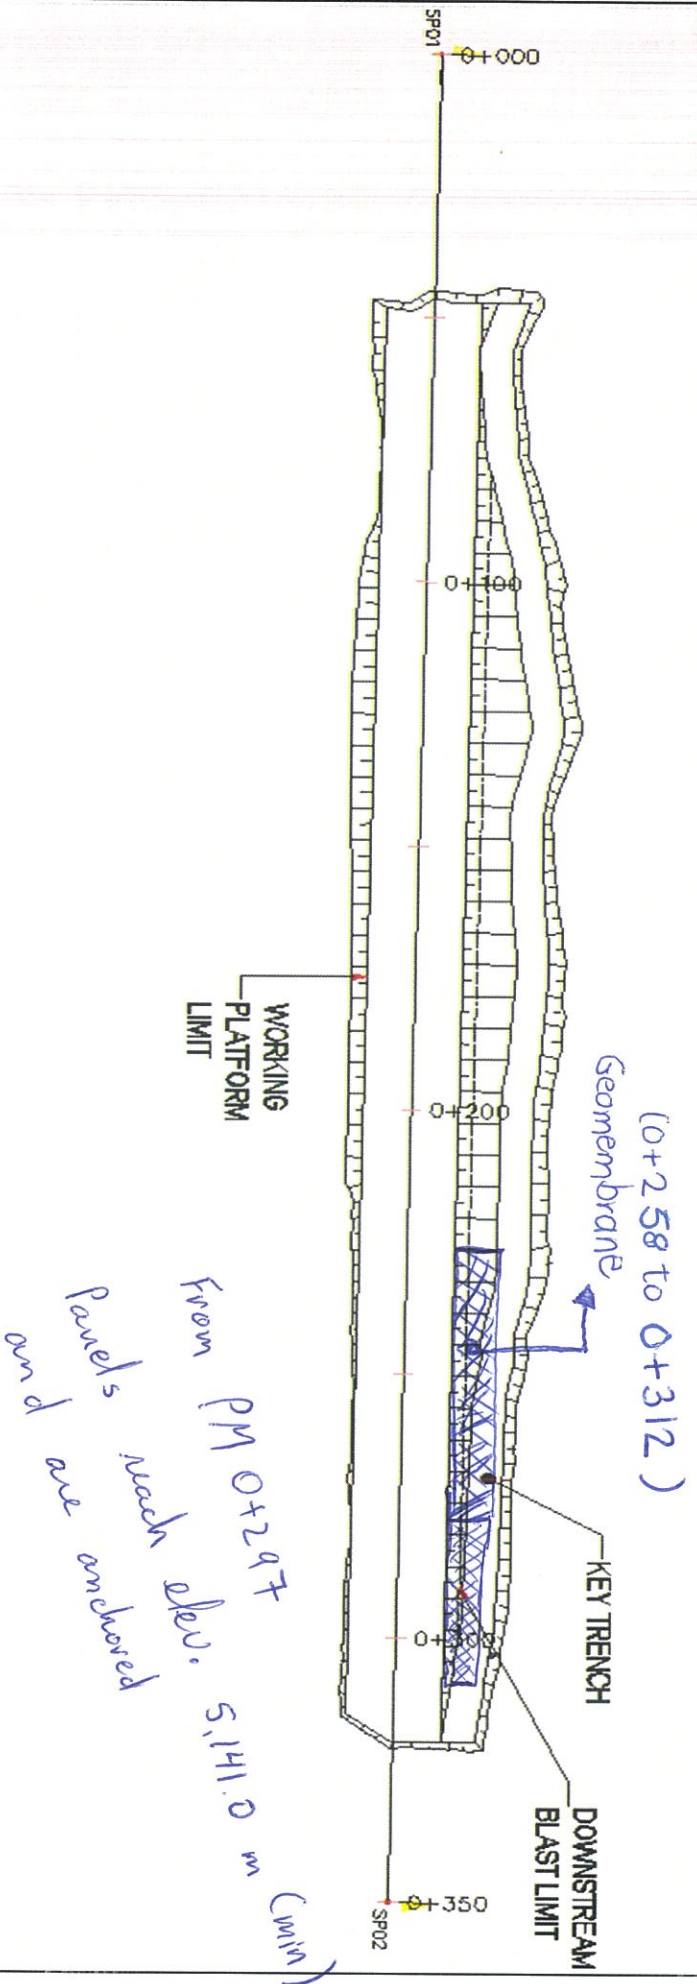 SP01
0+000
0+100
WORKING
PLATFORM
LIMIT
0+200
(0+258 to 0+312)
Geomembrane
KEY TRENCH
0+300
DOWNSTREAM
BLAST LIMIT
From PM 0+297
Panels reach elev. 5,141.0 m (min)
and are anchored
0+350
SP02